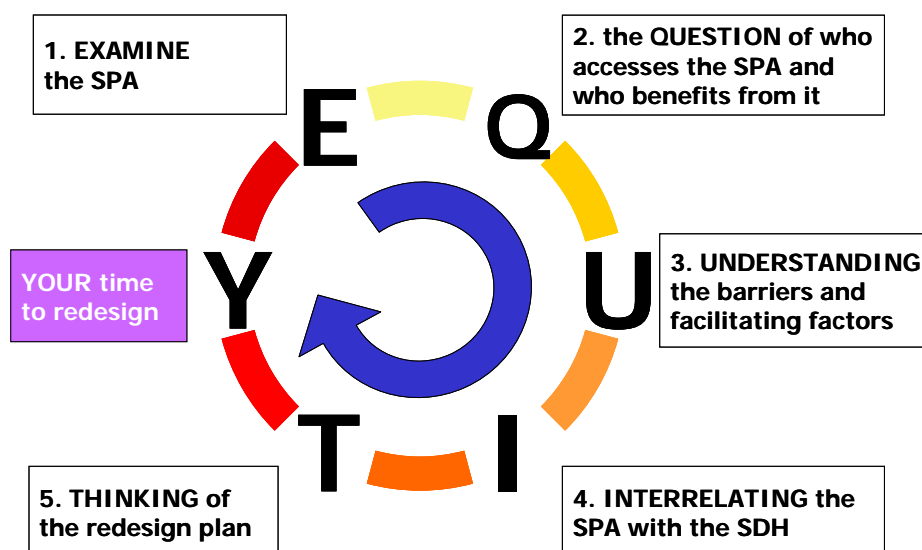 1. EXAMINE
the SPA
2. the QUESTION of who
accesses the SPA and
who benefits from it
E
Q
YOUR time
to redesign
Y
U
3. UNDERSTANDING
the barriers and
facilitating factors
T
I
5. THINKING of
the redesign plan
4. INTERRELATING the
SPA with the SDH